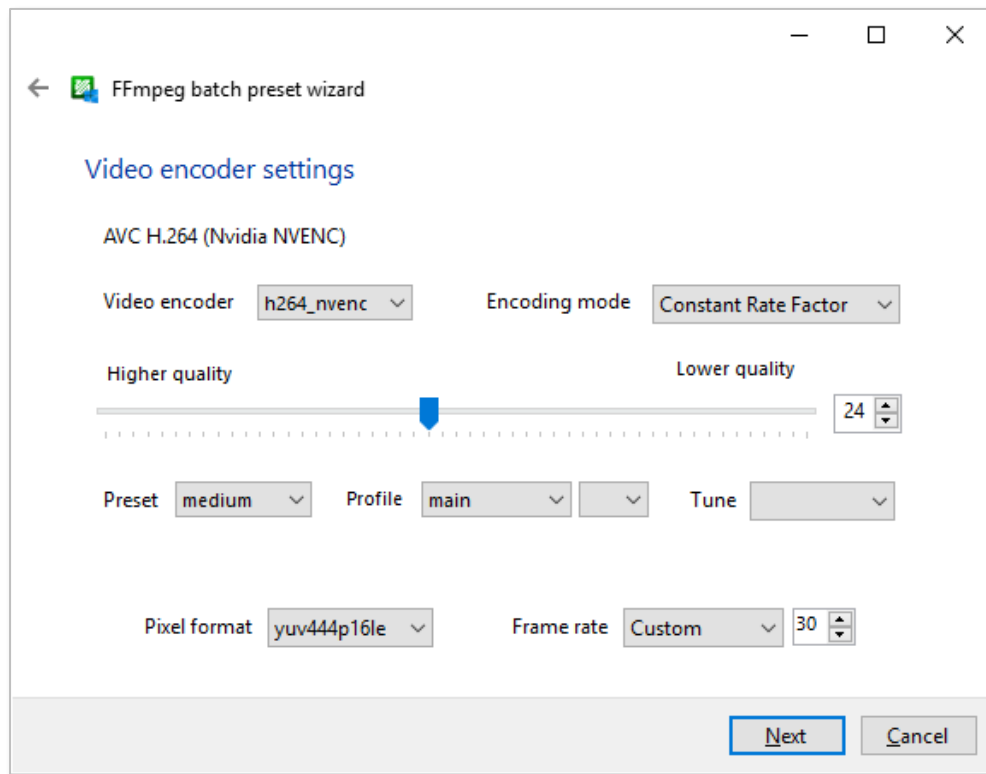 FFmpeg batch preset wizard
Video encoder settings
AVC H.264 (Nvidia NVENC)
Video encoder h264_nvenc Encoding mode Constant Rate Factor
Higher quality Lower quality
24
Preset medium Profile main Tune
Pixel format yuv444p16le Frame rate Custom 30
Next Cancel